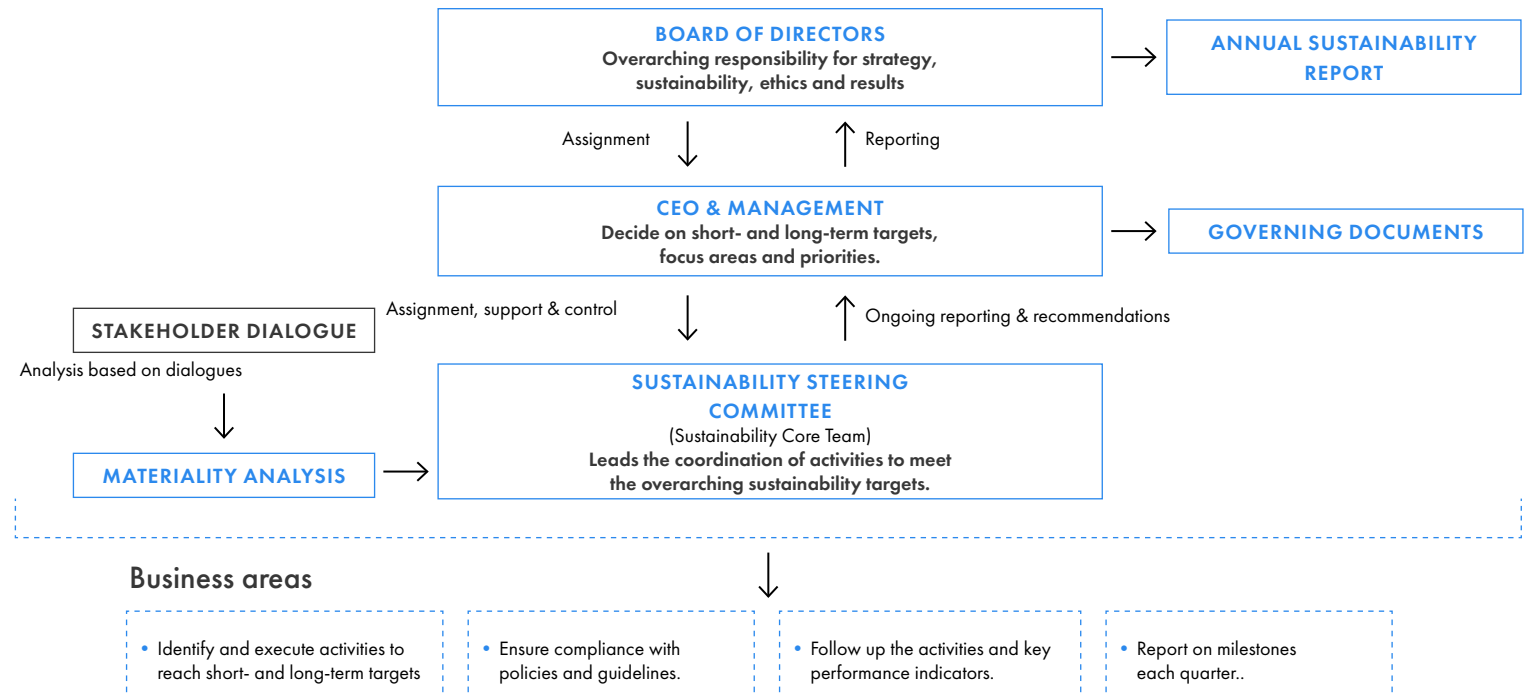 BOARD OF DIRECTORS
Overarching responsibility for strategy,
sustainability, ethics and results
ANNUAL SUSTAINABILITY
REPORT
Assignment
Reporting
CEO & MANAGEMENT
Decide on short- and long-term targets,
focus areas and priorities.
GOVERNING DOCUMENTS
Assignment, support & control
Ongoing reporting & recommendations
STAKEHOLDER DIALOGUE
Analysis based on dialogues
MATERIALITY ANALYSIS
SUSTAINABILITY STEERING
COMMITTEE
(Sustainability Core Team)
Leads the coordination of activities to meet
the overarching sustainability targets.
Business areas
• Identify and execute activities to
reach short- and long-term targets
• Ensure compliance with
policies and guidelines.
• Follow up the activities and key
performance indicators.
• Report on milestones
each quarter..